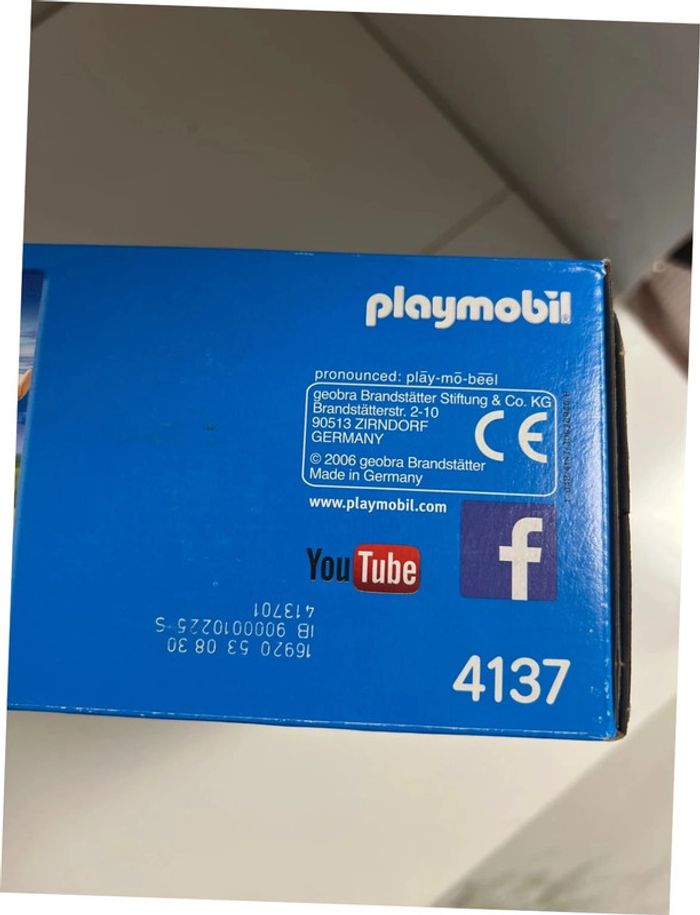 playmobil
pronounced: plāy-mō-bēēl
geobra Brandstätter Stiftung & Co. KG
Brandstätterstr. 2-10
90513 ZIRNDORF
GERMANY
CE
© 2006 geobra Brandstätter
Made in Germany
www.playmobil.com
YouTube
f
16920 53 08 30
IB 9000010225-S
413701
4137